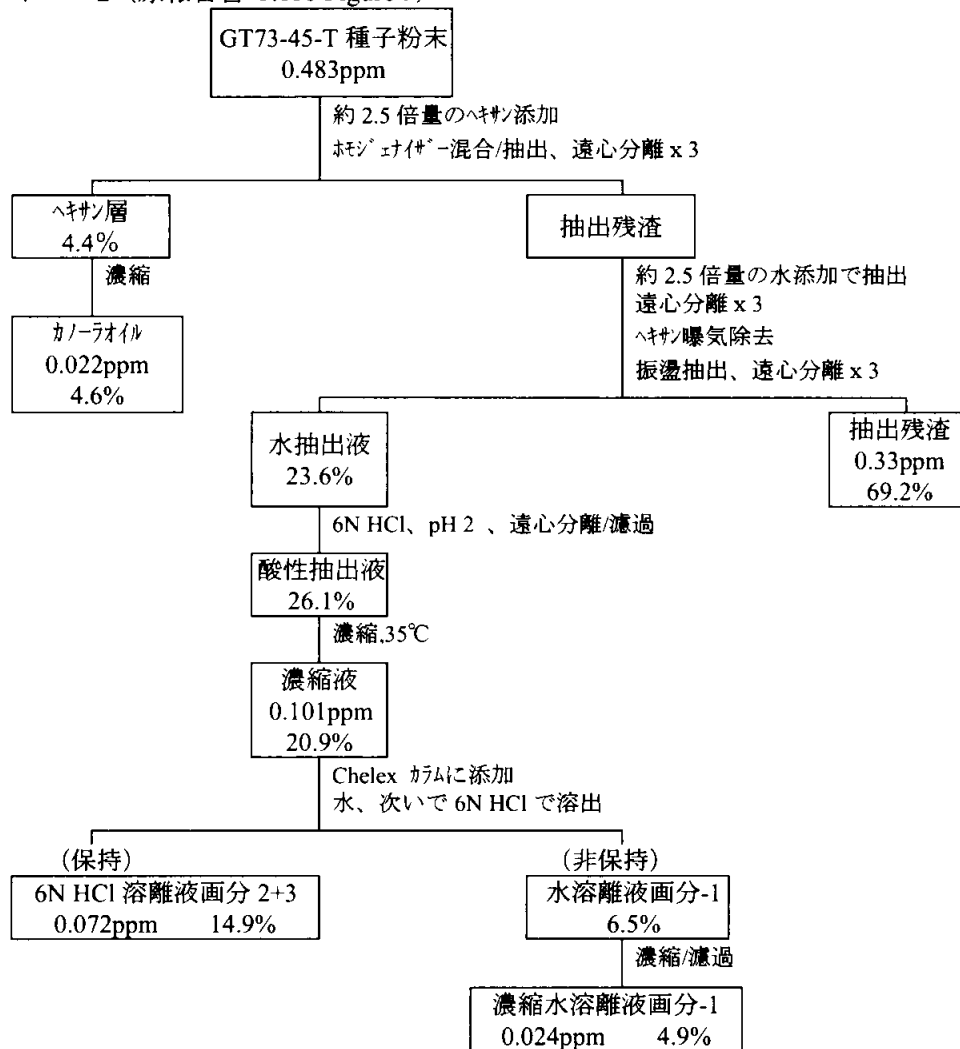 GT73-45-T 種子粉末
0.483ppm
約 2.5 倍量のヘキサン添加
ホモジェナイザー混合/抽出、遠心分離 x 3
ヘキサン層
4.4%
抽出残渣
濃縮
約 2.5 倍量の水添加で抽出
遠心分離 x 3
ヘキサン曝気除去
振盪抽出、遠心分離 x 3
カノーラオイル
0.022ppm
4.6%
水抽出液
23.6%
抽出残渣
0.33ppm
69.2%
6N HCl、pH 2 、遠心分離/濾過
酸性抽出液
26.1%
濃縮,35℃
濃縮液
0.101ppm
20.9%
Chelex カラムに添加
水、次いで 6N HCl で溶出
(保持)
(非保持)
6N HCl 溶離液画分 2+3
0.072ppm 14.9%
水溶離液画分-1
6.5%
濃縮/濾過
濃縮水溶離液画分-1
0.024ppm 4.9%